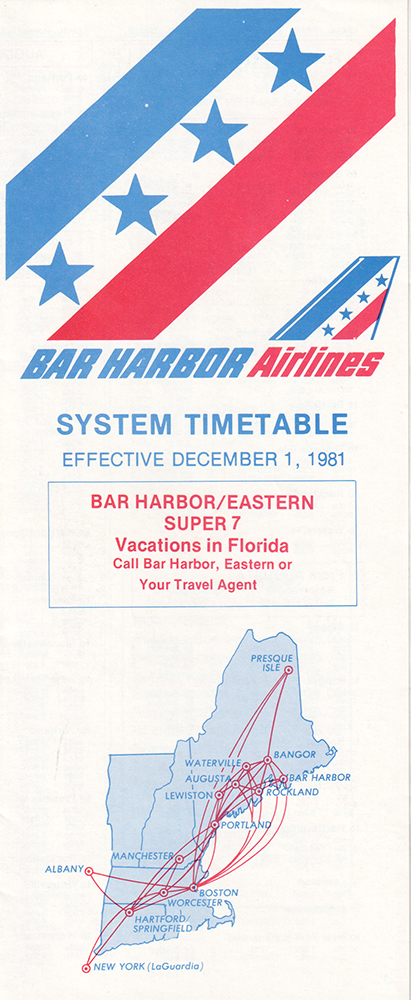 BAR HARBOR Airlines
SYSTEM TIMETABLE
EFFECTIVE DECEMBER 1, 1981
BAR HARBOR/EASTERN
SUPER 7
Vacations in Florida
Call Bar Harbor, Eastern or
Your Travel Agent
PRESQUE
ISLE
BANGOR
WATERVILLE
AUGUSTA
BAR HARBOR
LEWISTON
ROCKLAND
PORTLAND
MANCHESTER
ALBANY
BOSTON
WORCESTER
HARTFORD/
SPRINGFIELD
NEW YORK (LaGuardia)